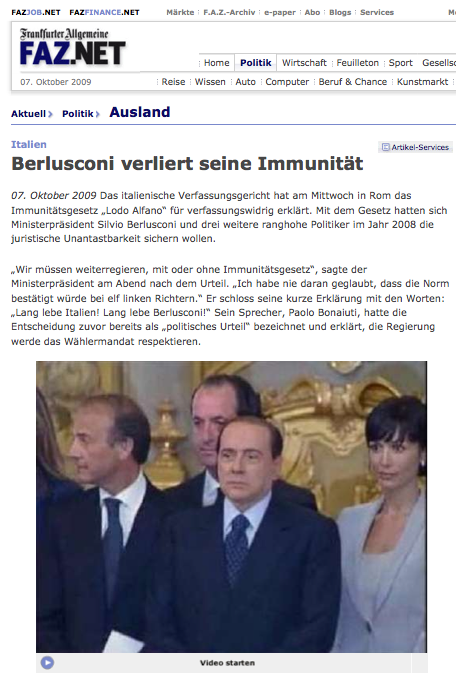 FAZJOB.NET FAZFINANCE.NET Märkte F.A.Z.-Archiv e-paper Abo Blogs Services
Frankfurter Allgemeine
FAZ.NET
Home Politik Wirtschaft Feuilleton Sport Gesells
07. Oktober 2009 Reise Wissen Auto Computer Beruf & Chance Kunstmarkt
Aktuell Politik Ausland
Italien
Artikel-Services
Berlusconi verliert seine Immunität
07. Oktober 2009 Das italienische Verfassungsgericht hat am Mittwoch in Rom das
Immunitätsgesetz „Lodo Alfano“ für verfassungswidrig erklärt. Mit dem Gesetz hatten sich
Ministerpräsident Silvio Berlusconi und drei weitere ranghohe Politiker im Jahr 2008 die
juristische Unantastbarkeit sichern wollen.
„Wir müssen weiterregieren, mit oder ohne Immunitätsgesetz“, sagte der
Ministerpräsident am Abend nach dem Urteil. „Ich habe nie daran geglaubt, dass die Norm
bestätigt würde bei elf linken Richtern.“ Er schloss seine kurze Erklärung mit den Worten:
„Lang lebe Italien! Lang lebe Berlusconi!“ Sein Sprecher, Paolo Bonaiuti, hatte die
Entscheidung zuvor bereits als „politisches Urteil“ bezeichnet und erklärt, die Regierung
werde das Wählermandat respektieren.
Video starten